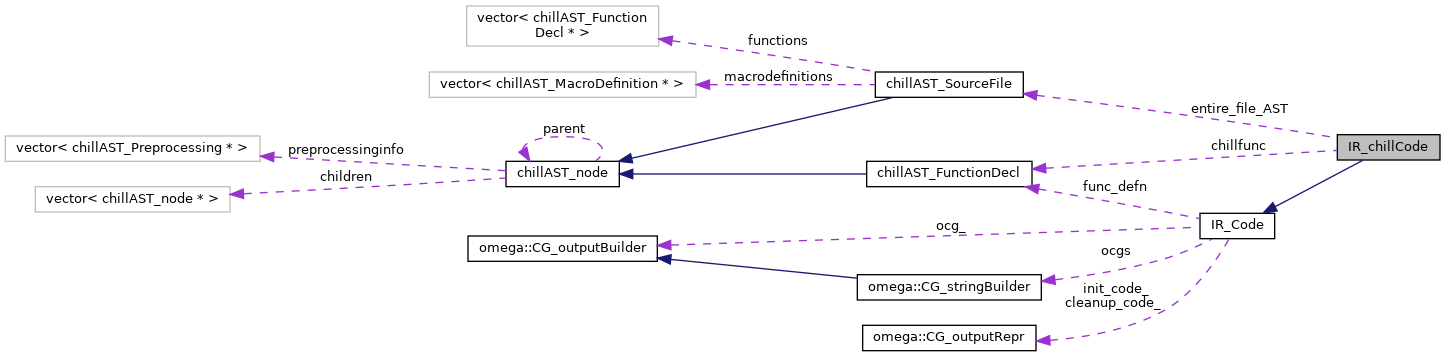 vector< chillAST_Function
Decl * >
functions
macrodefinitions
vector< chillAST_MacroDefinition * >
chillAST_SourceFile
entire_file_AST
parent
chillfunc
IR_chillCode
preprocessinginfo
vector< chillAST_Preprocessing * >
chillAST_node
chillAST_FunctionDecl
children
func_defn
vector< chillAST_node * >
ocg_
IR_Code
omega::CG_outputBuilder
ocgs
omega::CG_stringBuilder
init_code_
cleanup_code_
omega::CG_outputRepr